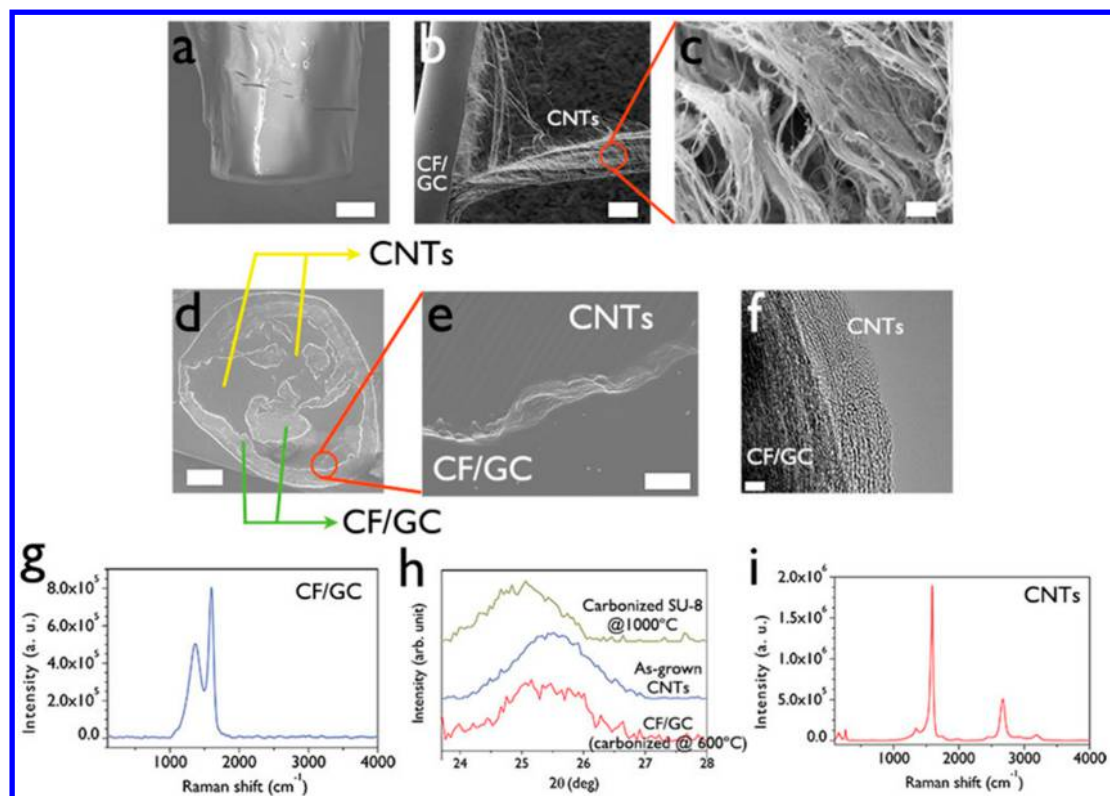 a
b
c
CNTs
CF/
GC
CNTs
d
e
f
CNTs
CNTs
CF/GC
CF/GC
CF/GC
g
CF/GC
8.0x10⁵
6.0x10⁵
4.0x10⁵
2.0x10⁵
0.0
Intensity (a. u.)
1000 2000 3000 4000
Raman shift (cm⁻¹)
h
Carbonized SU-8
@1000°C
As-grown
CNTs
CF/GC
(carbonized @ 600°C)
Intensity (arb. unit)
24 25 26 27 28
2θ (deg)
i
CNTs
2.0x10⁶
1.5x10⁶
1.0x10⁶
5.0x10⁵
0.0
Intensity (a. u.)
0 1000 2000 3000 4000
Raman shift (cm⁻¹)